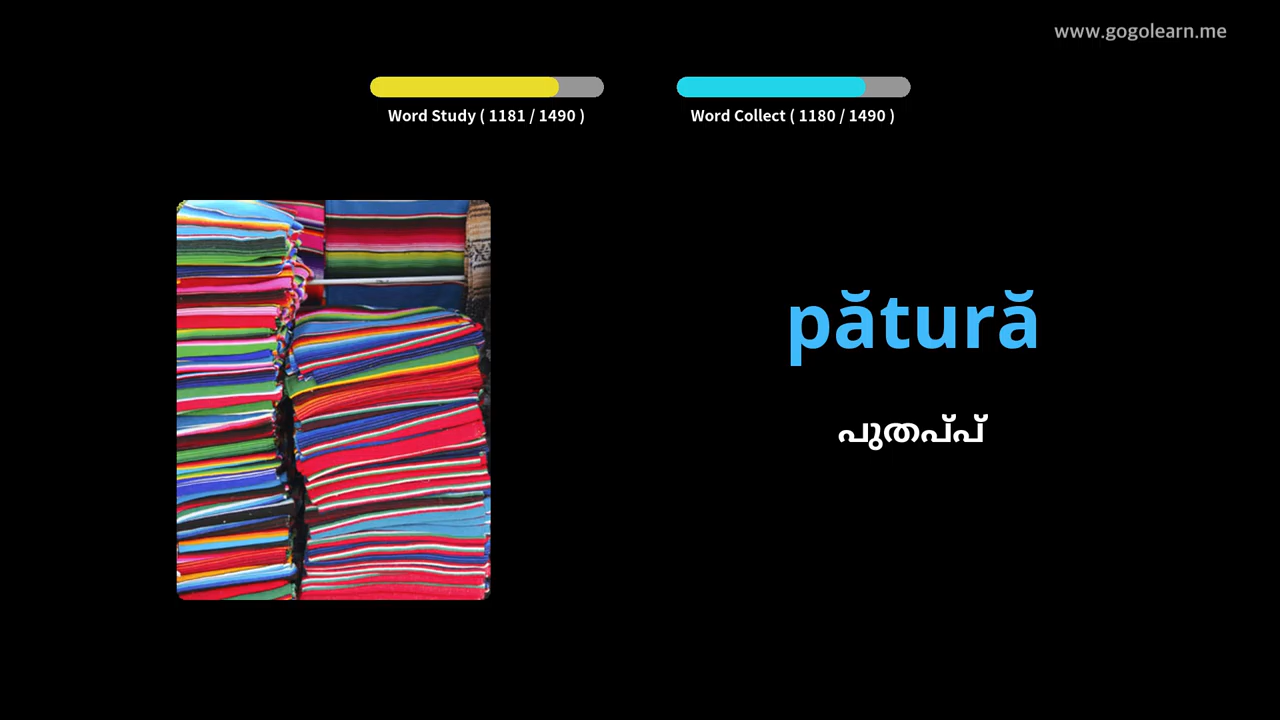 www.gogolearn.me
Word Study ( 1181 / 1490 )
Word Collect ( 1180 / 1490 )
pătură
പുതപ്പ്